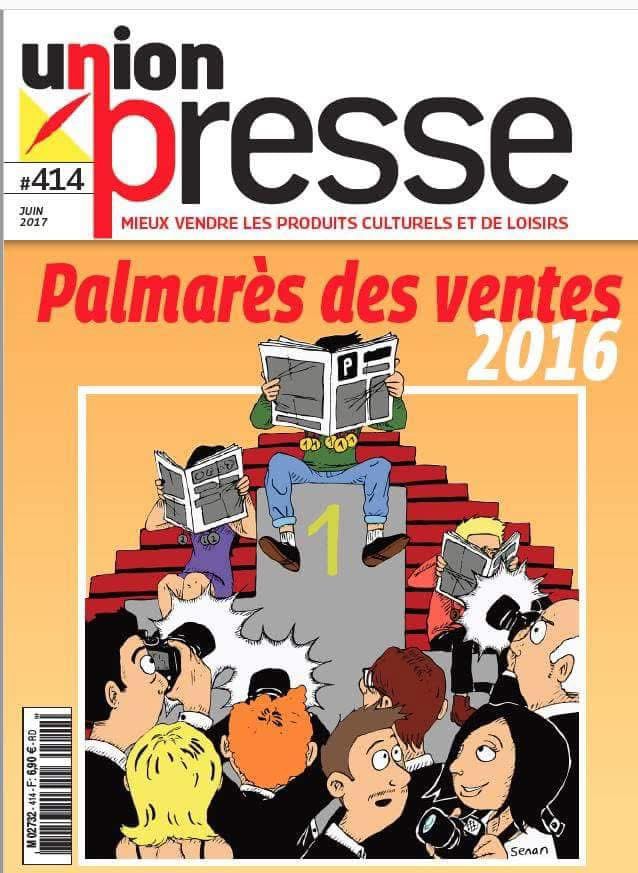 union
presse
#414
JUIN
2017
MIEUX VENDRE LES PRODUITS CULTURELS ET DE LOISIRS
Palmarès des ventes
2016
P
1
M 02732 - 414 - F: 6,90 € - RD
Senan